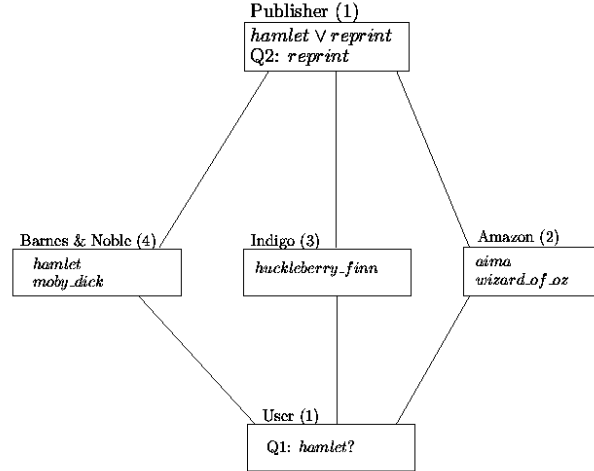 Publisher (1)
hamlet ∨ reprint
Q2: reprint
Barnes & Noble (4)
hamlet
moby_dick
Indigo (3)
huckleberry_finn
Amazon (2)
aima
wizard_of_oz
User (1)
Q1: hamlet?